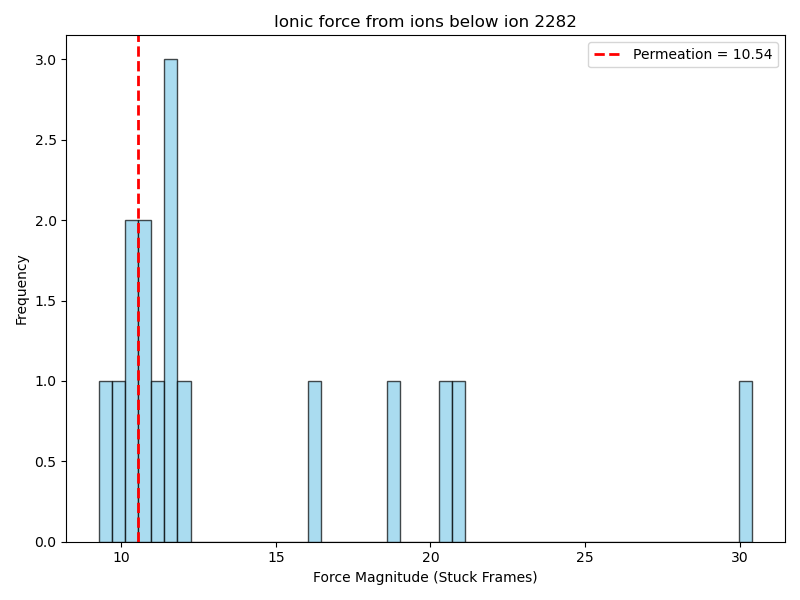 Ionic force from ions below ion 2282
Permeation = 10.54
3.0
2.5
2.0
1.5
1.0
0.5
0.0
Frequency
10 15 20 25 30
Force Magnitude (Stuck Frames)